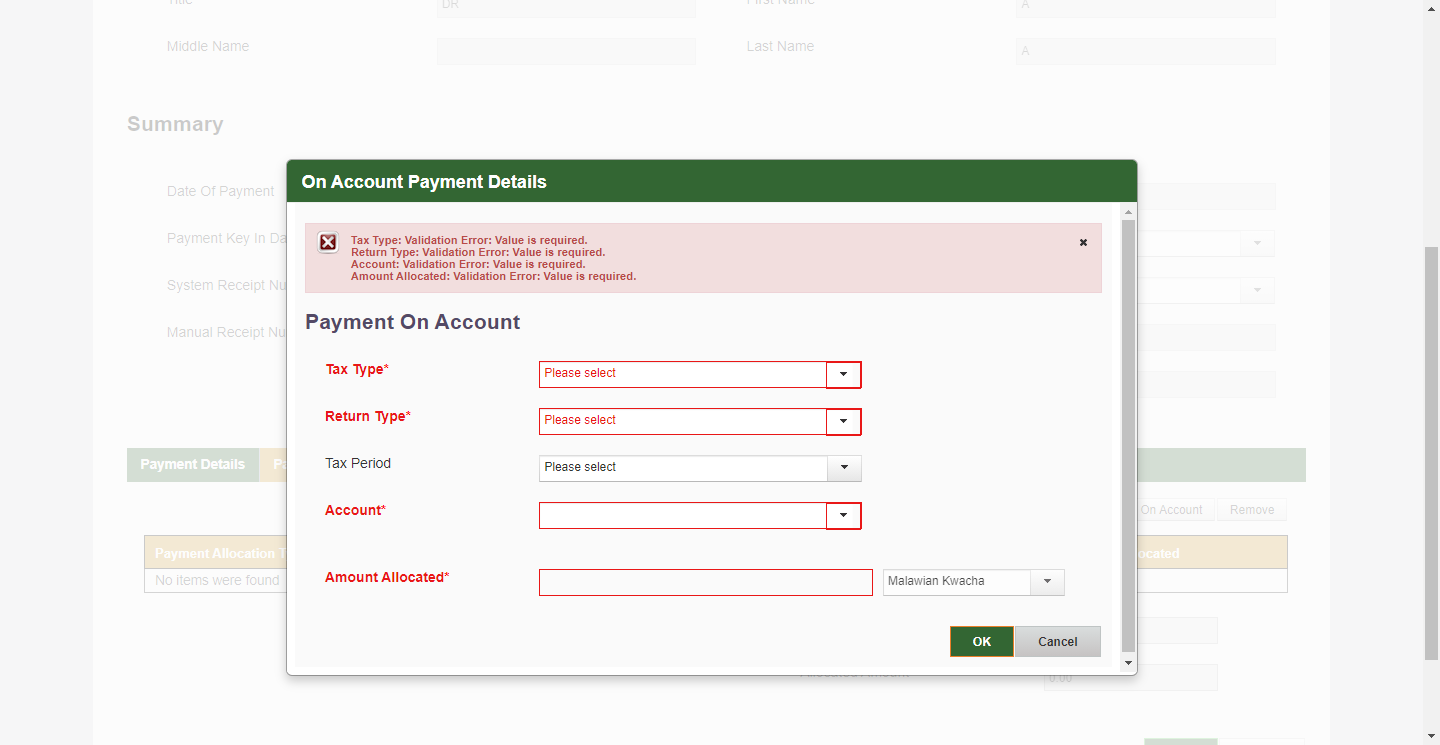 Title
DR
First Name
A
Middle Name
Last Name
A
Summary
Date Of Payment
Payment Key In Da
System Receipt Nu
Manual Receipt Nu
On Account Payment Details
Tax Type: Validation Error: Value is required.
Return Type: Validation Error: Value is required.
Account: Validation Error: Value is required.
Amount Allocated: Validation Error: Value is required.
Payment On Account
Tax Type*
Please select
Return Type*
Please select
Tax Period
Please select
Account*
Amount Allocated*
Malawian Kwacha
OK
Cancel
Payment Details
Pa
On Account
Remove
Payment Allocation T
ocated
No items were found
Allocated Amount
0.00